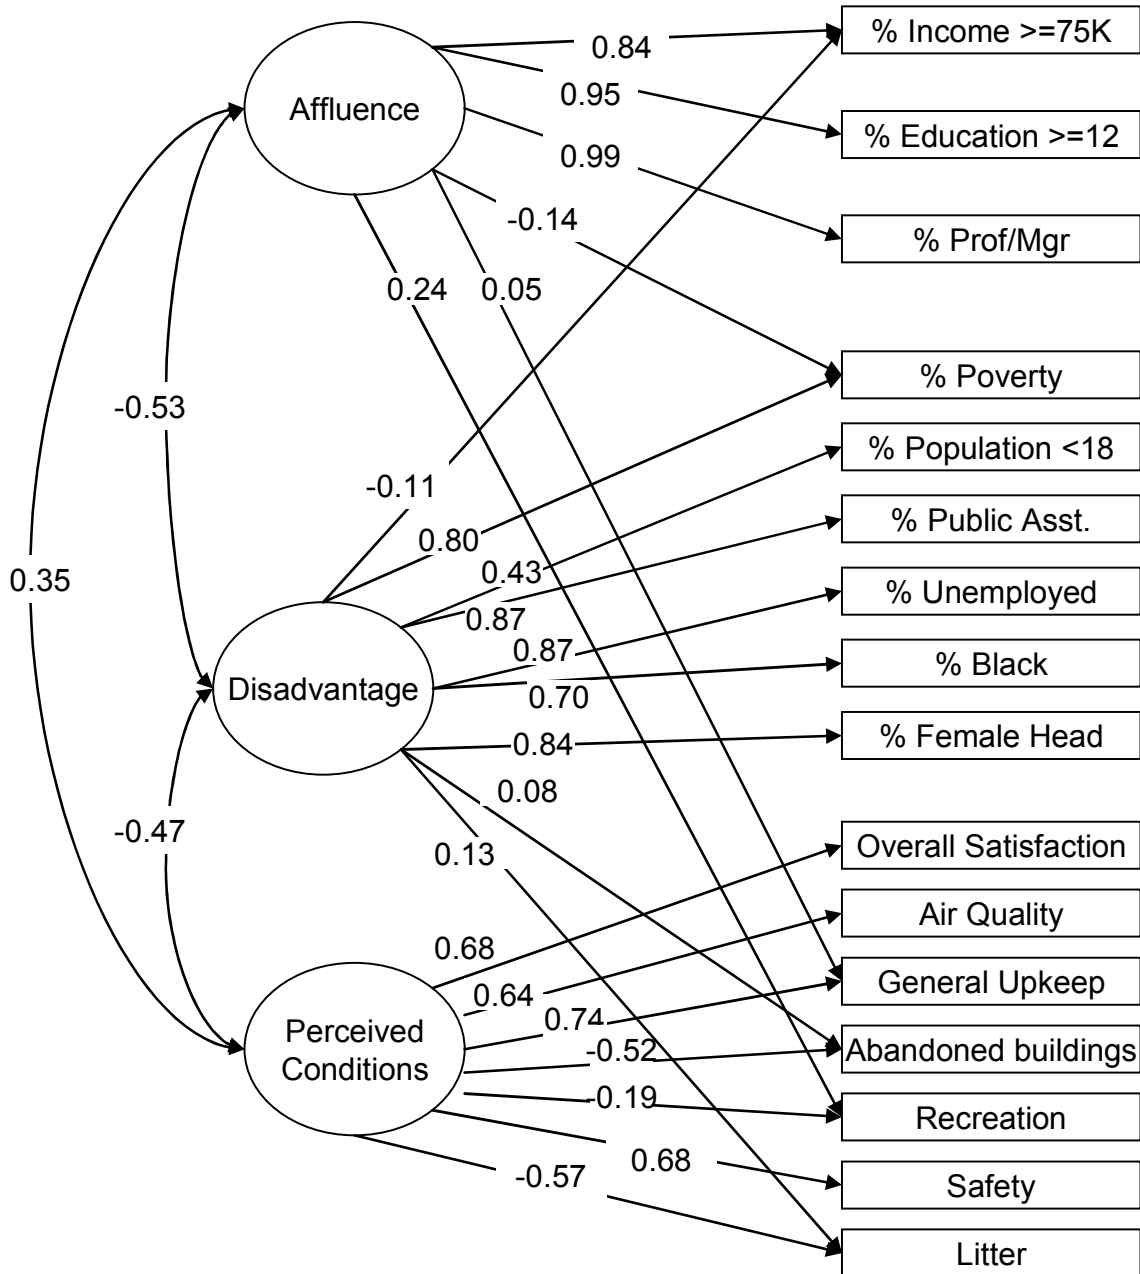 0.84
% Income >=75K
0.95
Affluence
% Education >=12
0.99
-0.14
% Prof/Mgr
0.24
0.05
% Poverty
-0.53
% Population <18
-0.11
% Public Asst.
0.80
0.43
0.35
% Unemployed
0.87
0.87
% Black
Disadvantage
0.70
% Female Head
0.84
0.08
-0.47
0.13
Overall Satisfaction
Air Quality
0.68
General Upkeep
0.64
0.74
Perceived
Conditions
-0.52
Abandoned buildings
-0.19
Recreation
0.68
-0.57
Safety
Litter